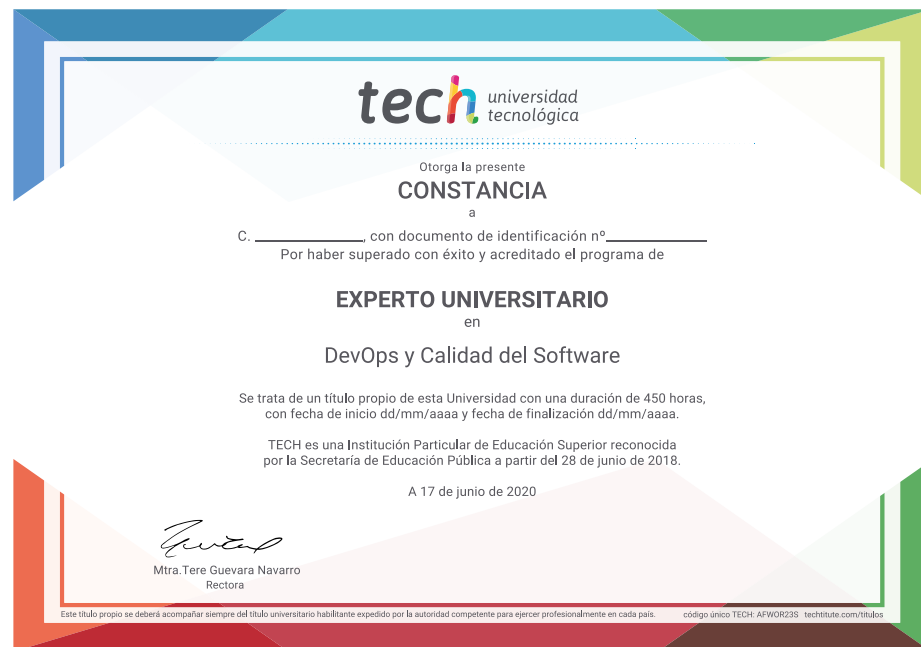 tech universidad
tecnológica
Otorga la presente
CONSTANCIA
a
C. ____________, con documento de identificación nº____________
Por haber superado con éxito y acreditado el programa de
EXPERTO UNIVERSITARIO
en
DevOps y Calidad del Software
Se trata de un título propio de esta Universidad con una duración de 450 horas,
con fecha de inicio dd/mm/aaaa y fecha de finalización dd/mm/aaaa.
TECH es una Institución Particular de Educación Superior reconocida
por la Secretaría de Educación Pública a partir del 28 de junio de 2018.
A 17 de junio de 2020
Mtra.Tere Guevara Navarro
Rectora
Este título propio se deberá acompañar siempre del título universitario habilitante expedido por la autoridad competente para ejercer profesionalmente en cada país. código único TECH: AFWOR23S techtitute.com/titulos